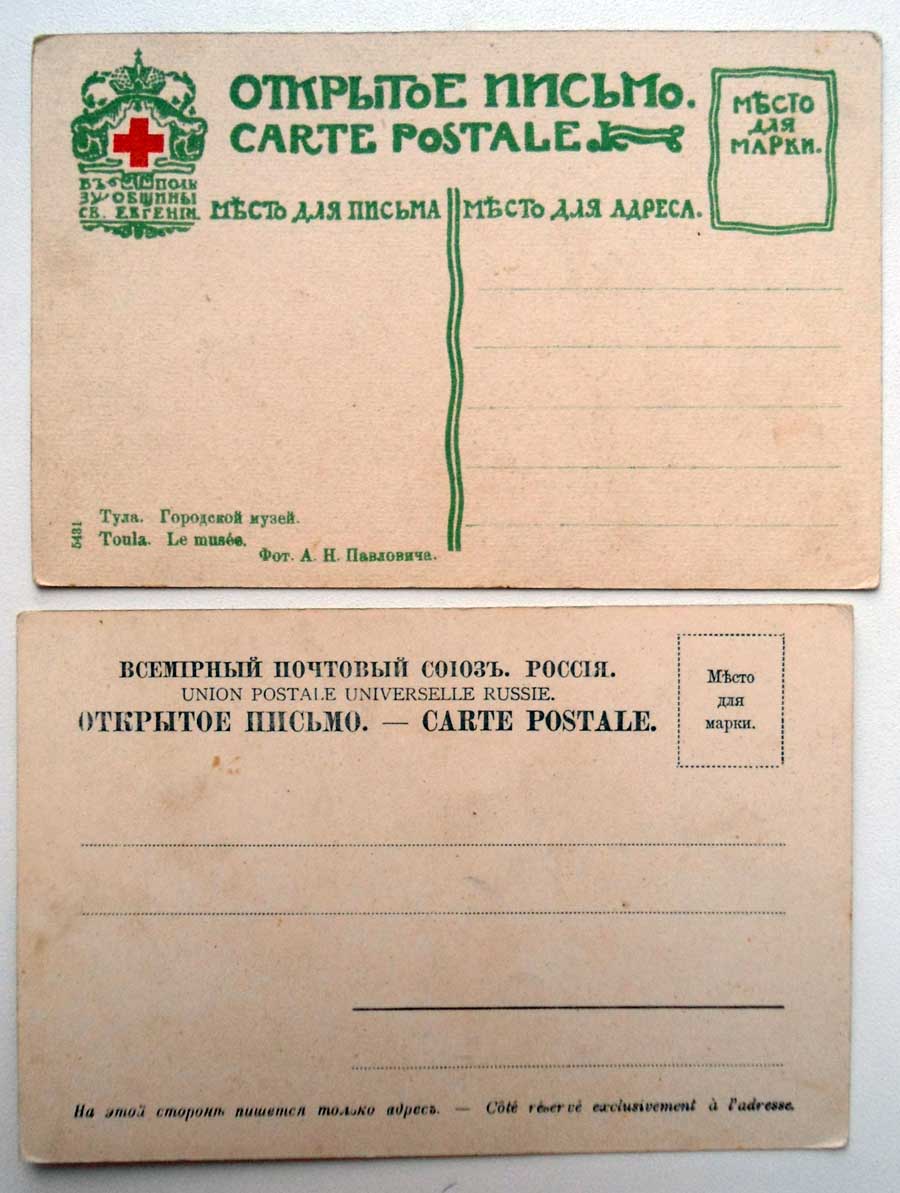 ОТКРЫТОЕ ПИСЬМО.
CARTE POSTALE.
МѢСТО
ДЛЯ
МАРКИ.
ВЪ ПОЛЬ
ЗУ ОБЩИНЫ
СВ. ЕВГЕНІИ.
МѢСТО ДЛЯ ПИСЬМА
МѢСТО ДЛЯ АДРЕСА.
5431
Тула. Городской музей.
Toula. Le musée.
Фот. А. Н. Павловича.
ВСЕМІРНЫЙ ПОЧТОВЫЙ СОЮЗЪ. РОССІЯ.
UNION POSTALE UNIVERSELLE RUSSIE.
ОТКРЫТОЕ ПИСЬМО. — CARTE POSTALE.
Мѣсто
для
марки.
На этой сторонѣ пишется только адресъ. — Côté réservé exclusivement à l'adresse.